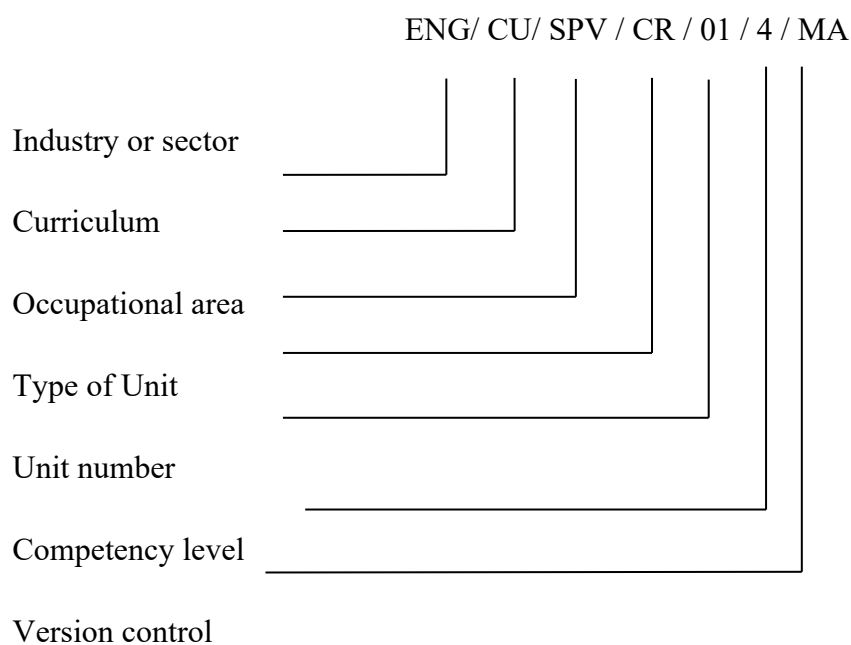 ENG/ CU/ SPV / CR / 01 / 4 / MA
Industry or sector
Curriculum
Occupational area
Type of Unit
Unit number
Competency level
Version control